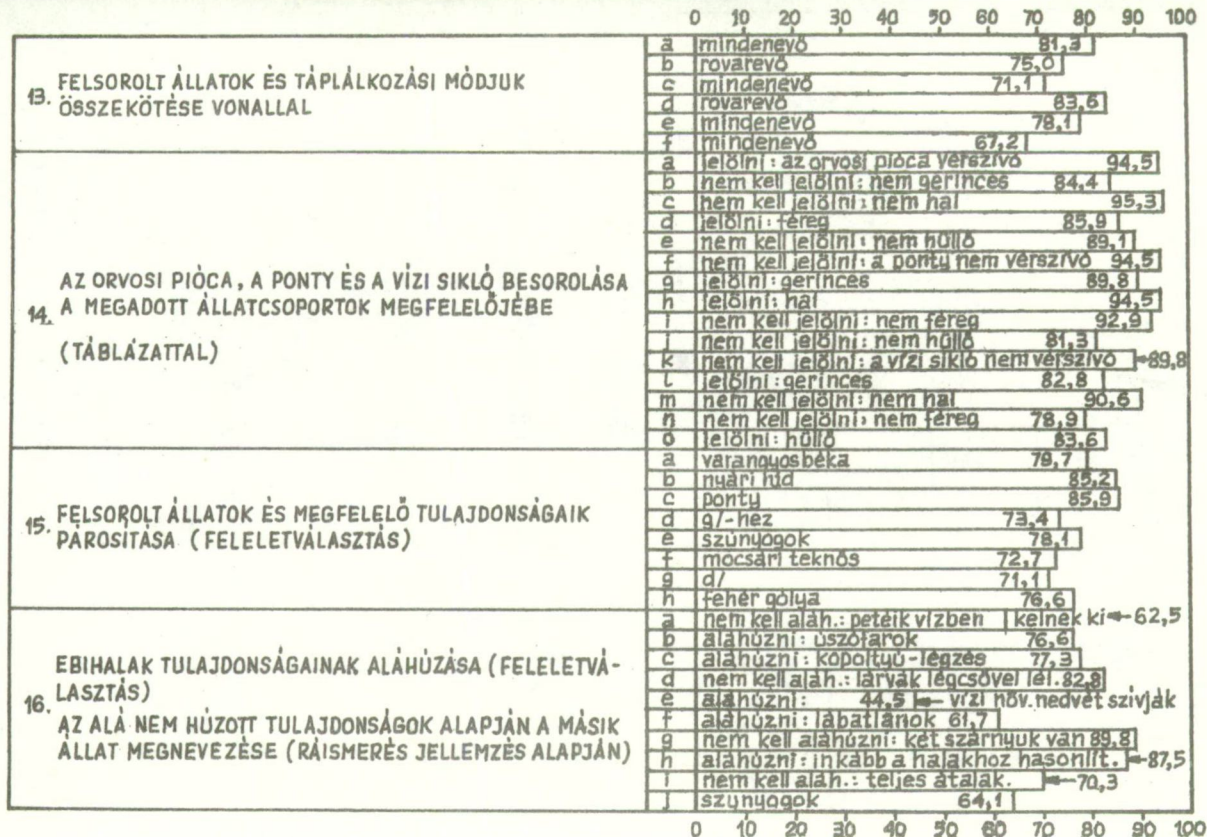 0 10 20 30 40 50 60 70 80 90 100
13. FELSOROLT ÁLLATOK ÉS TÁPLÁLKOZÁSI MÓDJUK
ÖSSZEKÖTÉSE VONALLAL
a mindenevő 81,3
b rovarevő 75,0
c mindenevő 71,1
d rovarevő 83,6
e mindenevő 78,1
f mindenevő 67,2
14. AZ ORVOSI PIÓCA, A PONTY ÉS A VÍZI SIKLÓ BESOROLÁSA
A MEGADOTT ÁLLATCSOPORTOK MEGFELELŐJÉBE
(TÁBLÁZATTAL)
a jelölni: az orvosi pióca vérszívó 94,5
b nem kell jelölni: nem gerinces 84,4
c nem kell jelölni: nem hal 95,3
d jelölni: féreg 85,9
e nem kell jelölni: nem hüllő 89,1
f nem kell jelölni: a ponty nem vérszívó 94,5
g jelölni: gerinces 89,8
h jelölni: hal 94,5
i nem kell jelölni: nem féreg 92,9
j nem kell jelölni: nem hüllő 81,3
k nem kell jelölni: a vízi sikló nem vérszívó 89,8
l jelölni: gerinces 82,8
m nem kell jelölni: nem hal 90,6
n nem kell jelölni: nem féreg 78,9
o jelölni: hüllő 83,6
15. FELSOROLT ÁLLATOK ÉS MEGFELELŐ TULAJDONSÁGAIK
PÁROSÍTÁSA (FELELETVÁLASZTÁS)
a varangyosbéka 79,7
b nyári lúd 85,2
c ponty 85,9
d g/-hez 73,4
e szúnyogok 78,1
f mocsári teknős 72,7
g d/ 71,1
h fehér gólya 76,6
16. EBIHALAK TULAJDONSÁGAINAK ALÁHÚZÁSA (FELELETVÁ-
LASZTÁS)
AZ ALÁ NEM HÚZOTT TULAJDONSÁGOK ALAPJÁN A MÁSIK
ÁLLAT MEGNEVEZÉSE (RÁISMERÉS JELLEMZÉS ALAPJÁN)
a nem kell aláh.: petéik vízben kelnek ki 62,5
b aláhúzni: úszófarok 76,6
c aláhúzni: kopoltyú-légzés 77,3
d nem kell aláh.: lárvák légcsővel lél. 82,8
e aláhúzni: 44,5 vízi növ. nedvét szívják
f aláhúzni: lábatlanok 61,7
g nem kell aláhúzni: két szárnyuk van 89,8
h aláhúzni: inkább a halakhoz hasonlít. 87,5
i nem kell aláh.: teljes átalak. 70,3
j szúnyogok 64,1
0 10 20 30 40 50 60 70 80 90 100